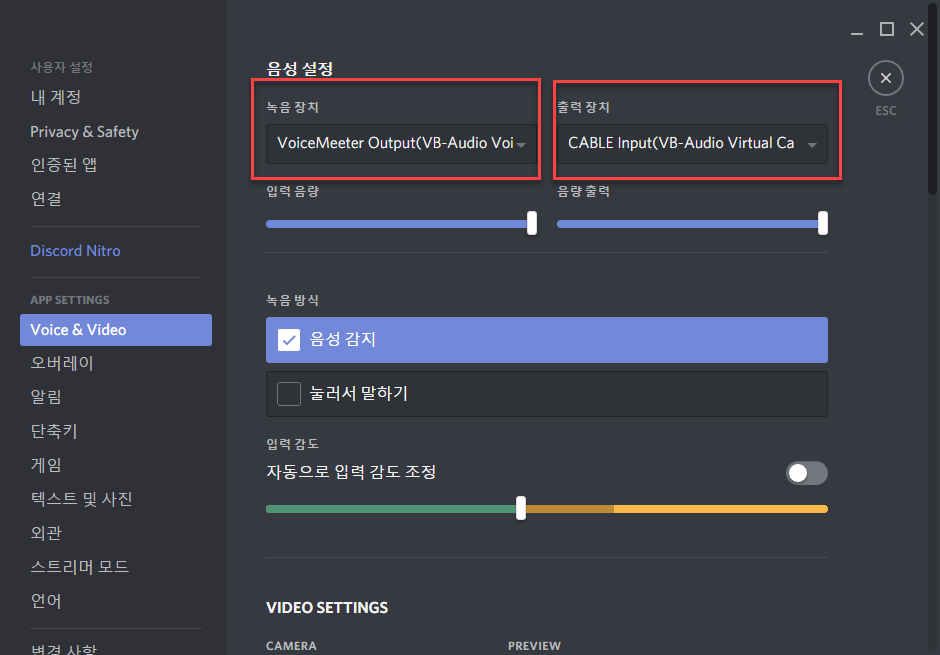 사용자 설정
내 계정
Privacy & Safety
인증된 앱
연결
Discord Nitro
APP SETTINGS
Voice & Video
오버레이
알림
단축키
게임
텍스트 및 사진
외관
스트리머 모드
언어
변경 사항
음성 설정
녹음 장치
VoiceMeeter Output(VB-Audio Voi
출력 장치
CABLE Input(VB-Audio Virtual Ca
입력 음량
음량 출력
녹음 방식
음성 감지
눌러서 말하기
입력 감도
자동으로 입력 감도 조정
VIDEO SETTINGS
CAMERA
PREVIEW
ESC